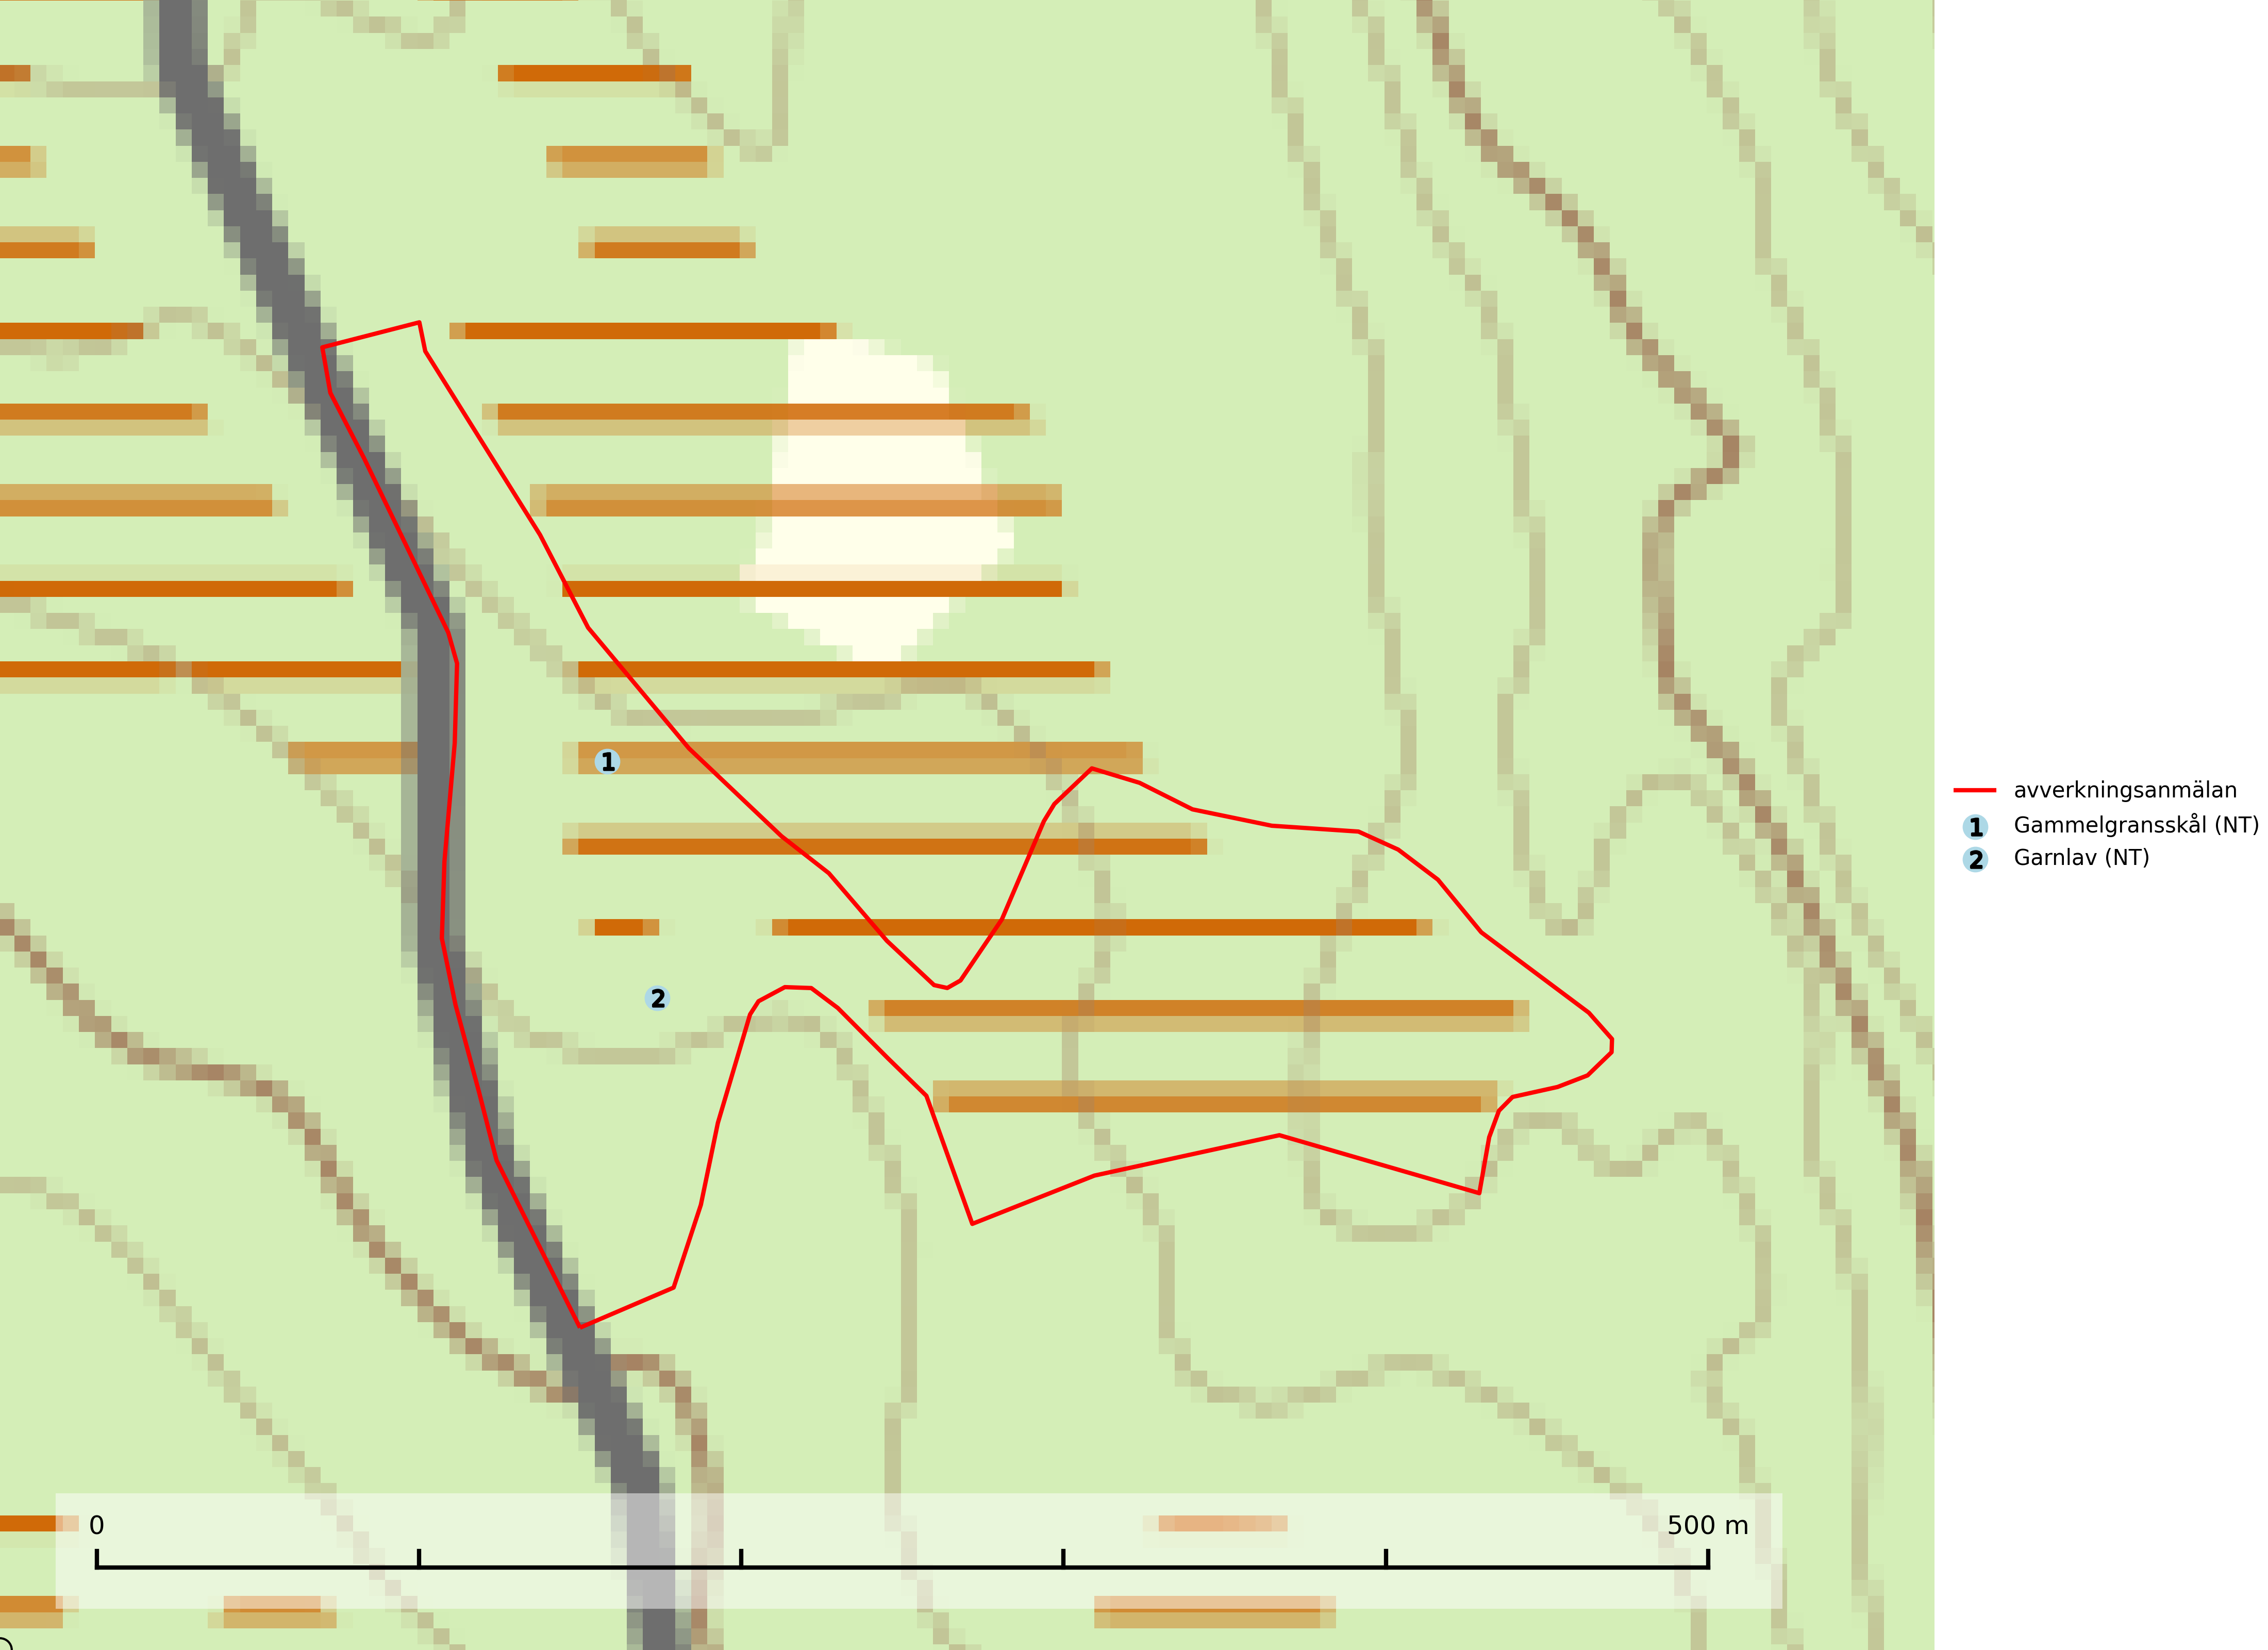 1
2
avverkningsanmälan
1 Gammelgransskål (NT)
2 Garnlav (NT)
0 500 m